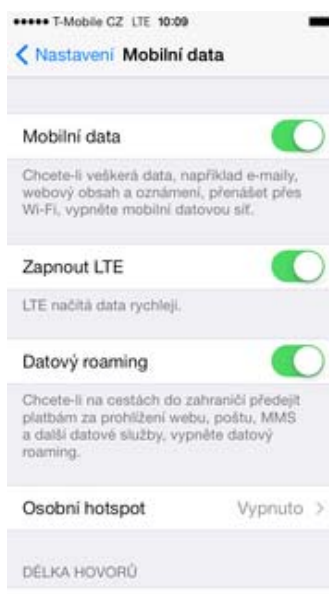 T-Mobile CZ LTE 10:09
Nastavení Mobilní data
Mobilní data
Chcete-li veškerá data, například e-maily,
webový obsah a oznámení, přenášet přes
Wi-Fi, vypněte mobilní datovou síť.
Zapnout LTE
LTE načítá data rychleji.
Datový roaming
Chcete-li na cestách do zahraničí předejít
platbám za prohlížení webu, poštu, MMS
a další datové služby, vypněte datový
roaming.
Osobní hotspot Vypnuto
DÉLKA HOVORŮ